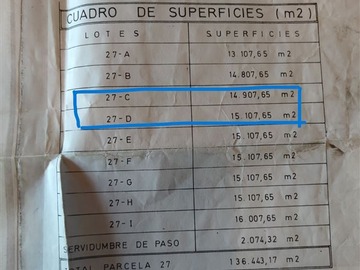 CUADRO DE SUPERFICIES (m2)
LOTES SUPERFICIES
27-A 13 107,65 m2
27-B 14.807,65 m2
27-C 14 907,65 m2
27-D 15 107,65 m2
27-E 15 107,65 m2
27-F 15.107,65 m2
27-G 15 107,65 m2
27-H 15 107,65 m2
27-I 16 007,65 m2
SERVIDUMBRE DE PASO 2.074,32 m2
TOTAL PARCELA 27 136.443,17 m2